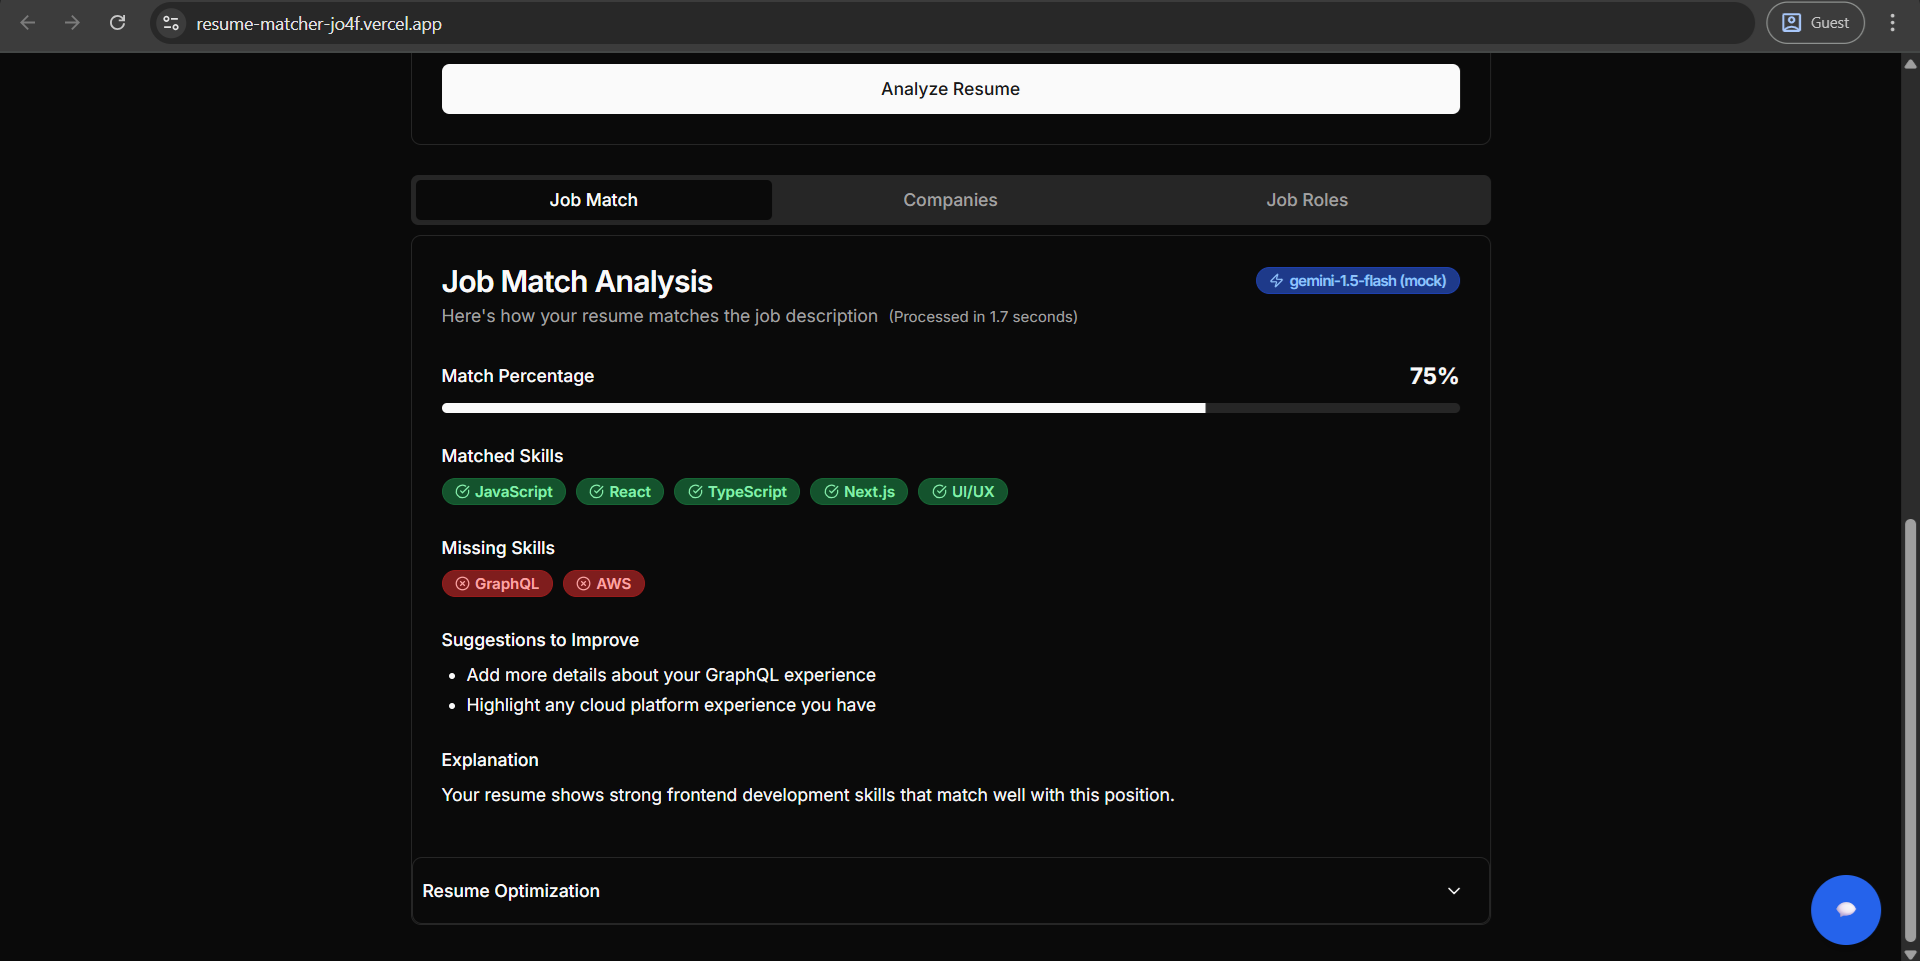 resume-matcher-jo4f.vercel.app
Guest
Analyze Resume
Job Match
Companies
Job Roles
Job Match Analysis
gemini-1.5-flash (mock)
Here's how your resume matches the job description (Processed in 1.7 seconds)
Match Percentage
75%
Matched Skills
JavaScript
React
TypeScript
Next.js
UI/UX
Missing Skills
GraphQL
AWS
Suggestions to Improve
Add more details about your GraphQL experience
Highlight any cloud platform experience you have
Explanation
Your resume shows strong frontend development skills that match well with this position.
Resume Optimization